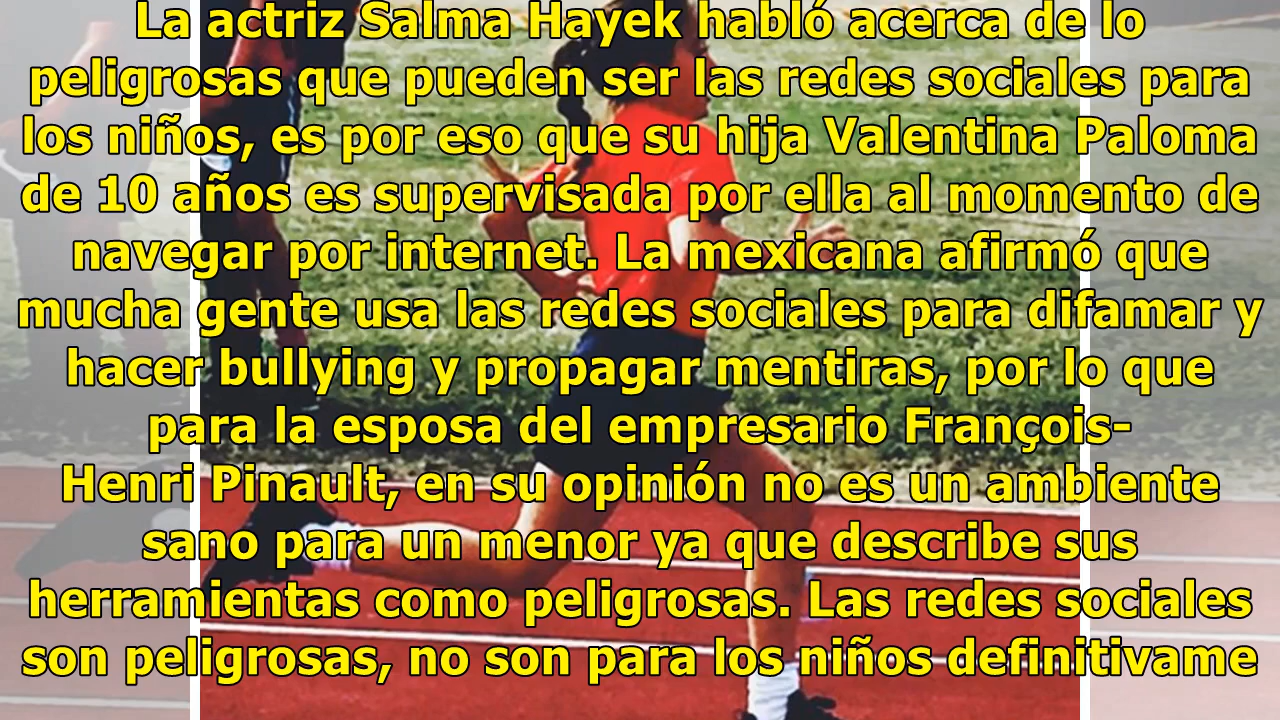 La actriz Salma Hayek habló acerca de lo
peligrosas que pueden ser las redes sociales para
los niños, es por eso que su hija Valentina Paloma
de 10 años es supervisada por ella al momento de
navegar por internet. La mexicana afirmó que
mucha gente usa las redes sociales para difamar y
hacer bullying y propagar mentiras, por lo que
para la esposa del empresario François-
Henri Pinault, en su opinión no es un ambiente
sano para un menor ya que describe sus
herramientas como peligrosas. Las redes sociales
son peligrosas, no son para los niños definitivame